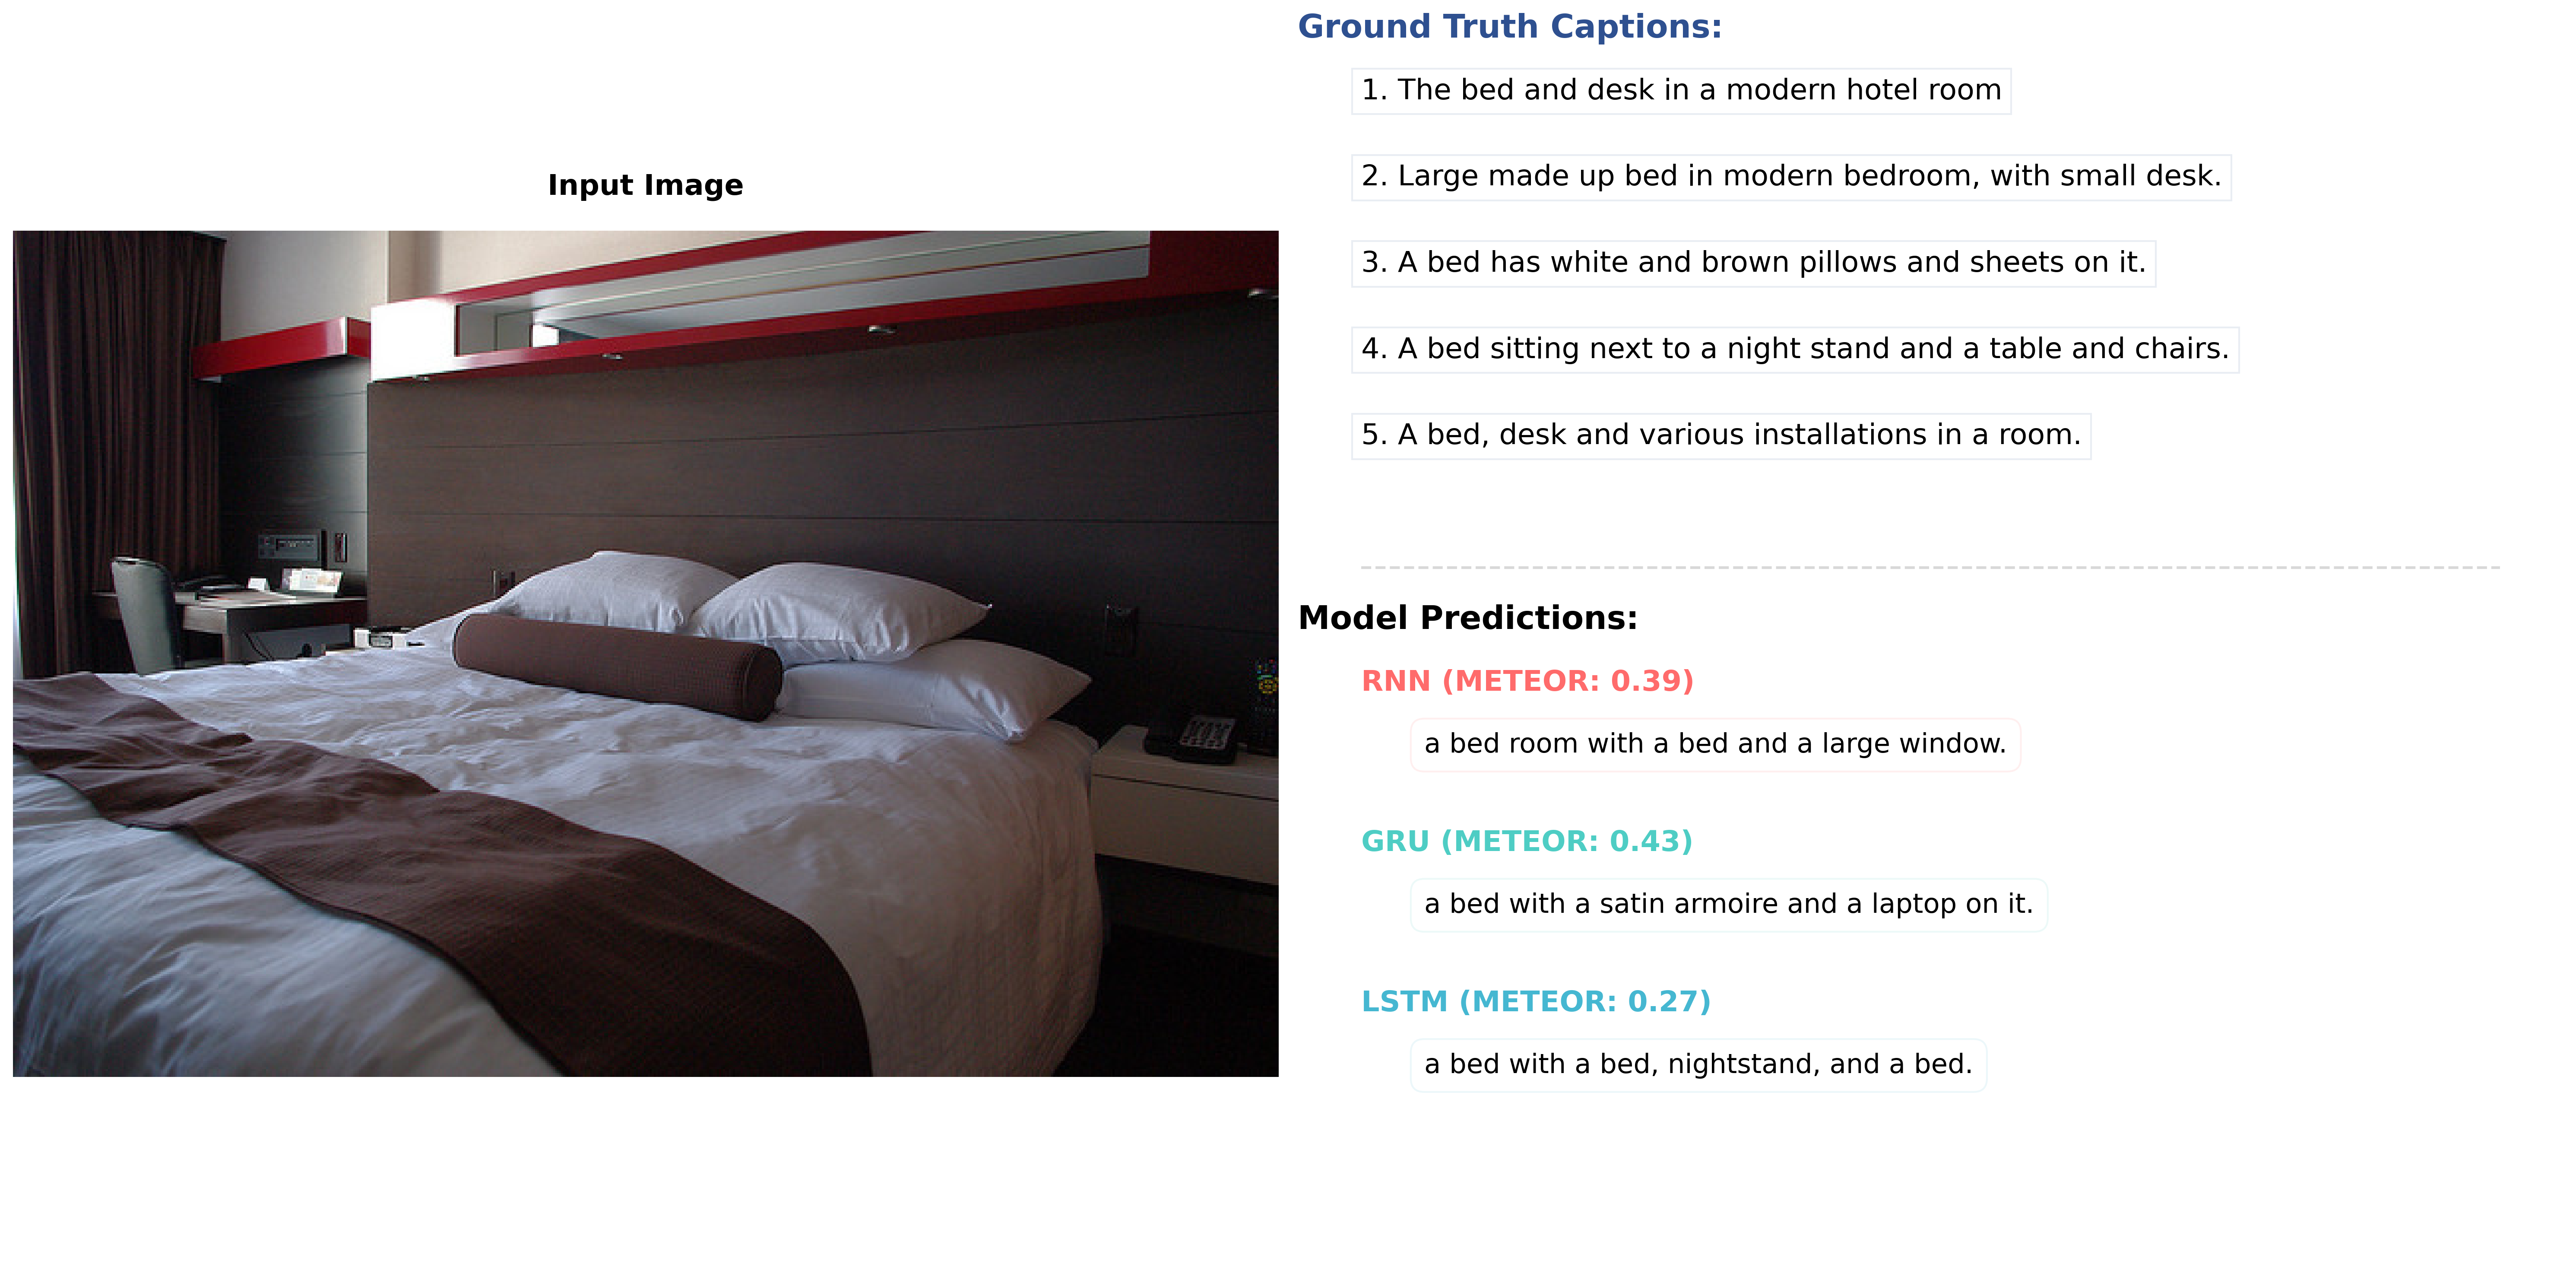 Ground Truth Captions:
1. The bed and desk in a modern hotel room
2. Large made up bed in modern bedroom, with small desk.
3. A bed has white and brown pillows and sheets on it.
4. A bed sitting next to a night stand and a table and chairs.
5. A bed, desk and various installations in a room.
Input Image
Model Predictions:
RNN (METEOR: 0.39)
a bed room with a bed and a large window.
GRU (METEOR: 0.43)
a bed with a satin armoire and a laptop on it.
LSTM (METEOR: 0.27)
a bed with a bed, nightstand, and a bed.